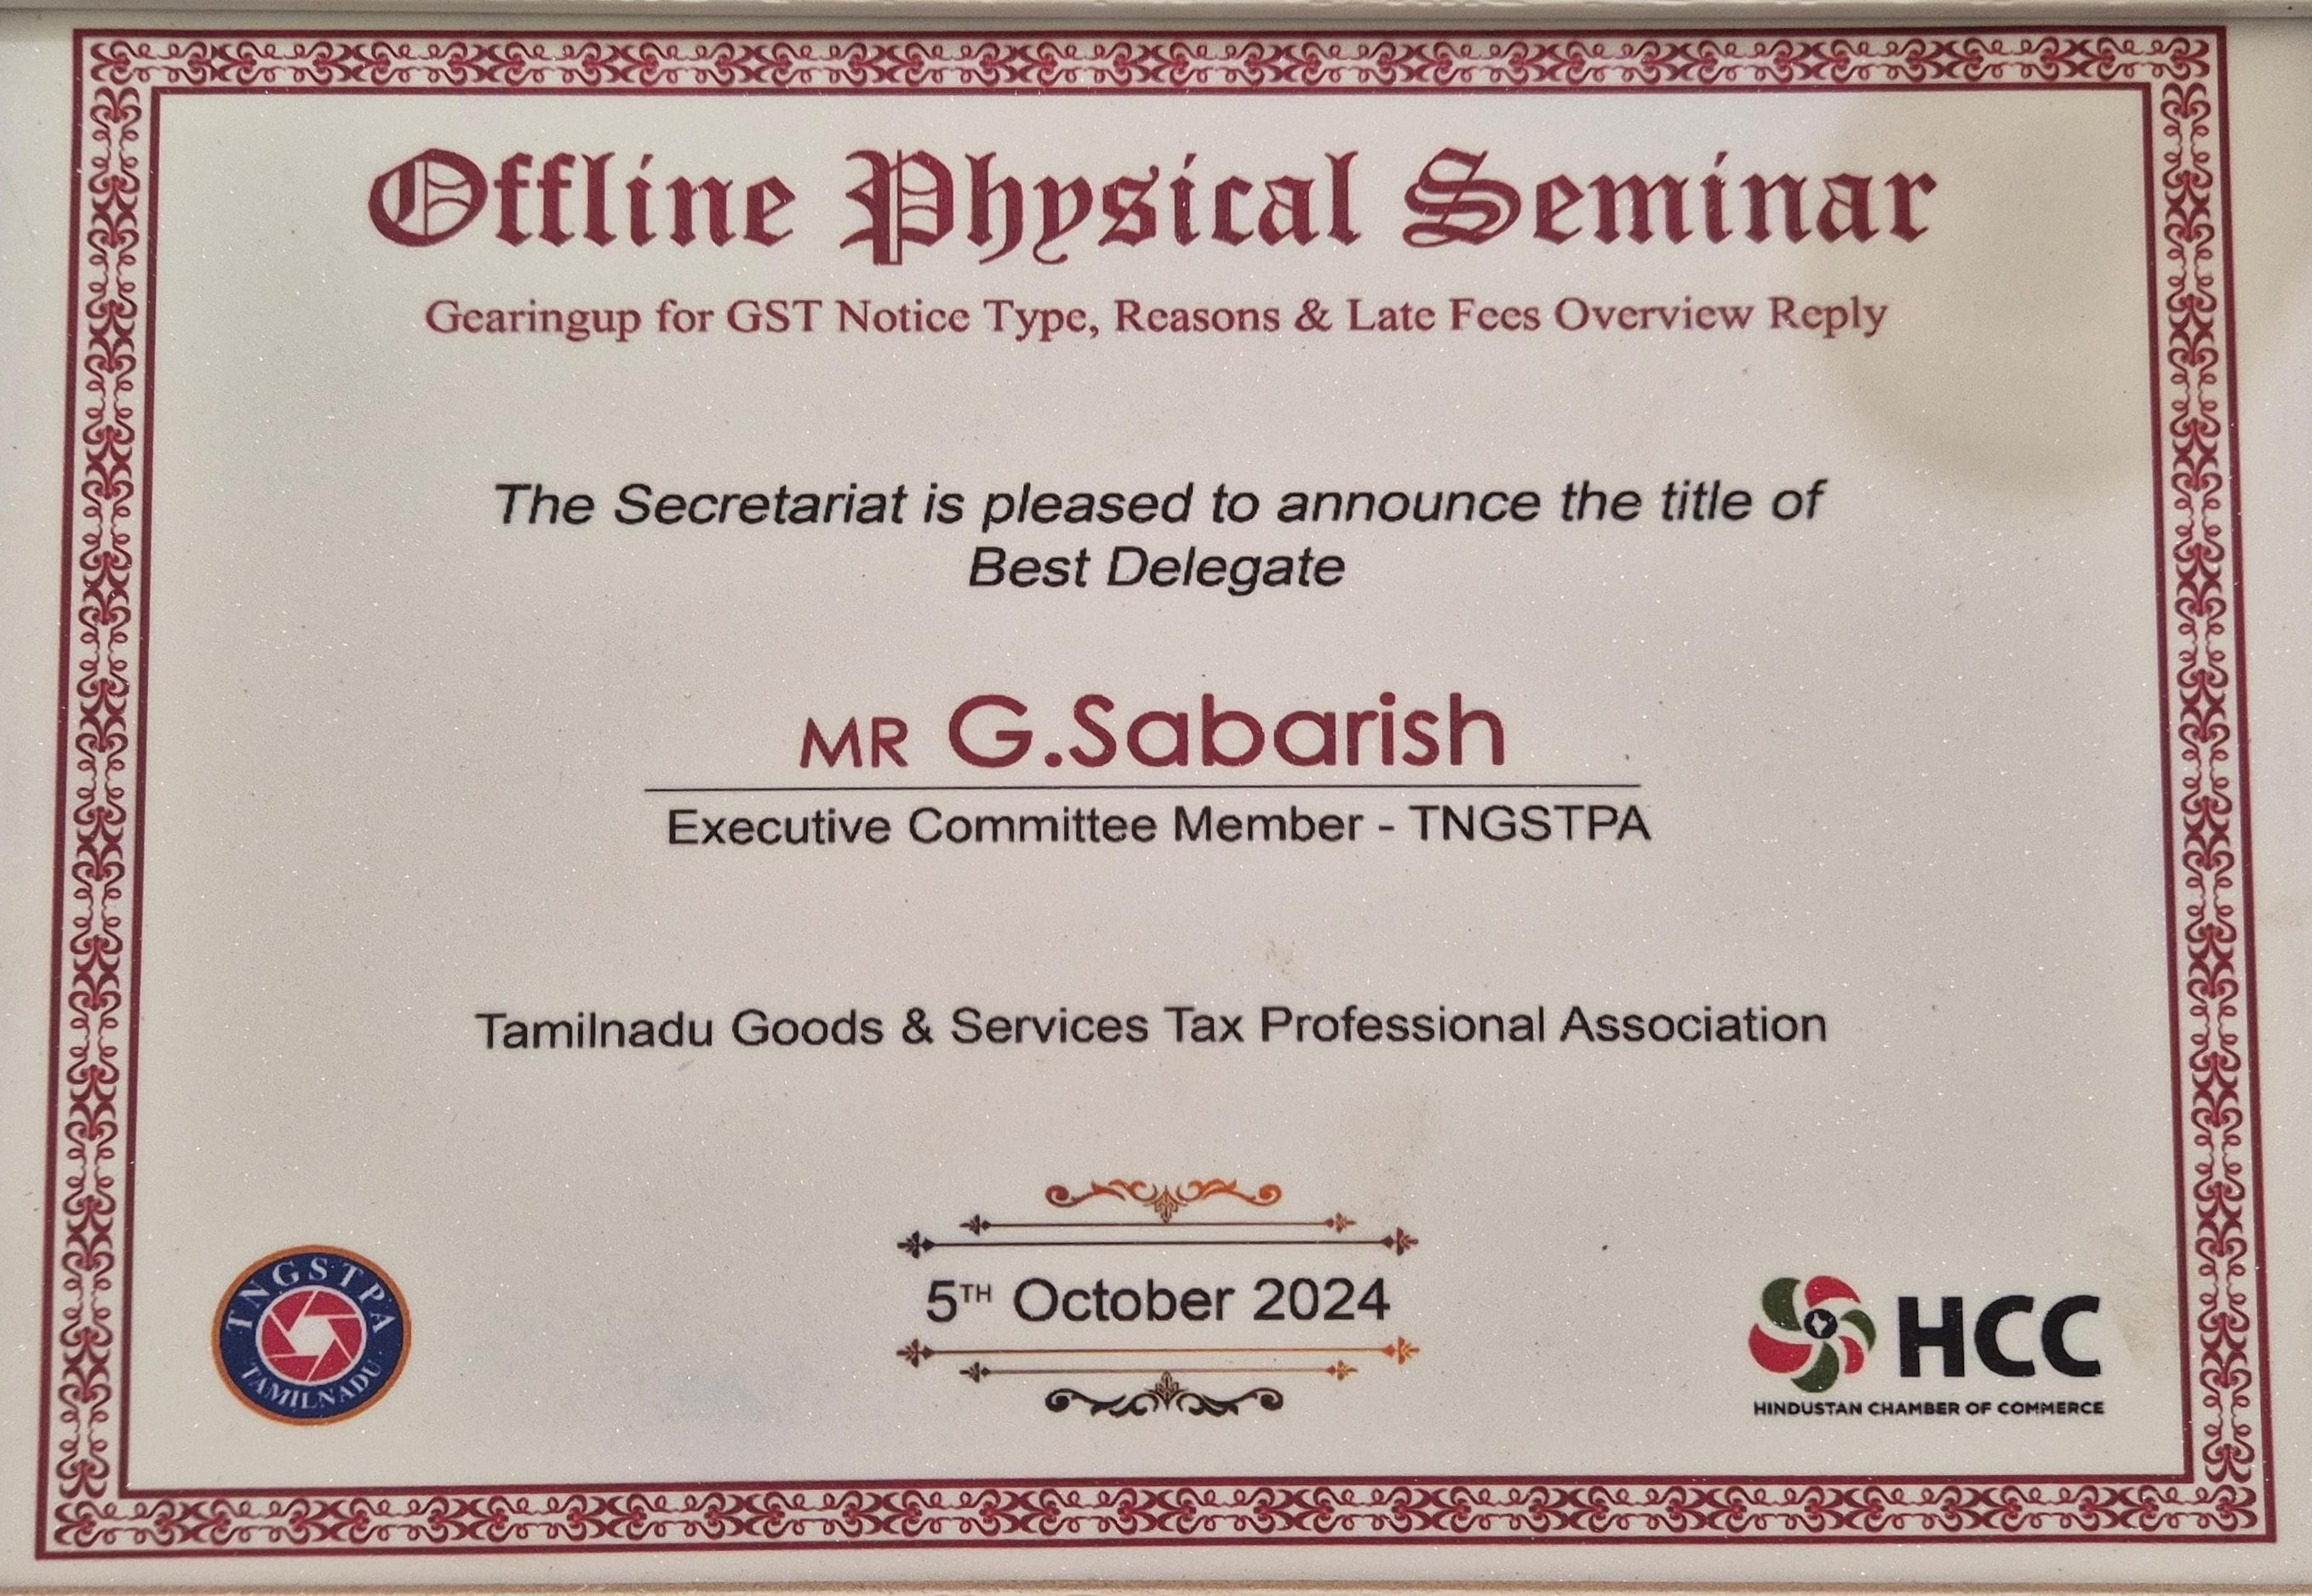 Offline Physical Seminar
Gearingup for GST Notice Type, Reasons & Late Fees Overview Reply
The Secretariat is pleased to announce the title of
Best Delegate
MR G.Sabarish
Executive Committee Member - TNGSTPA
Tamilnadu Goods & Services Tax Professional Association
5TH October 2024
TNGSTPA
TAMILNADU
HCC
HINDUSTAN CHAMBER OF COMMERCE